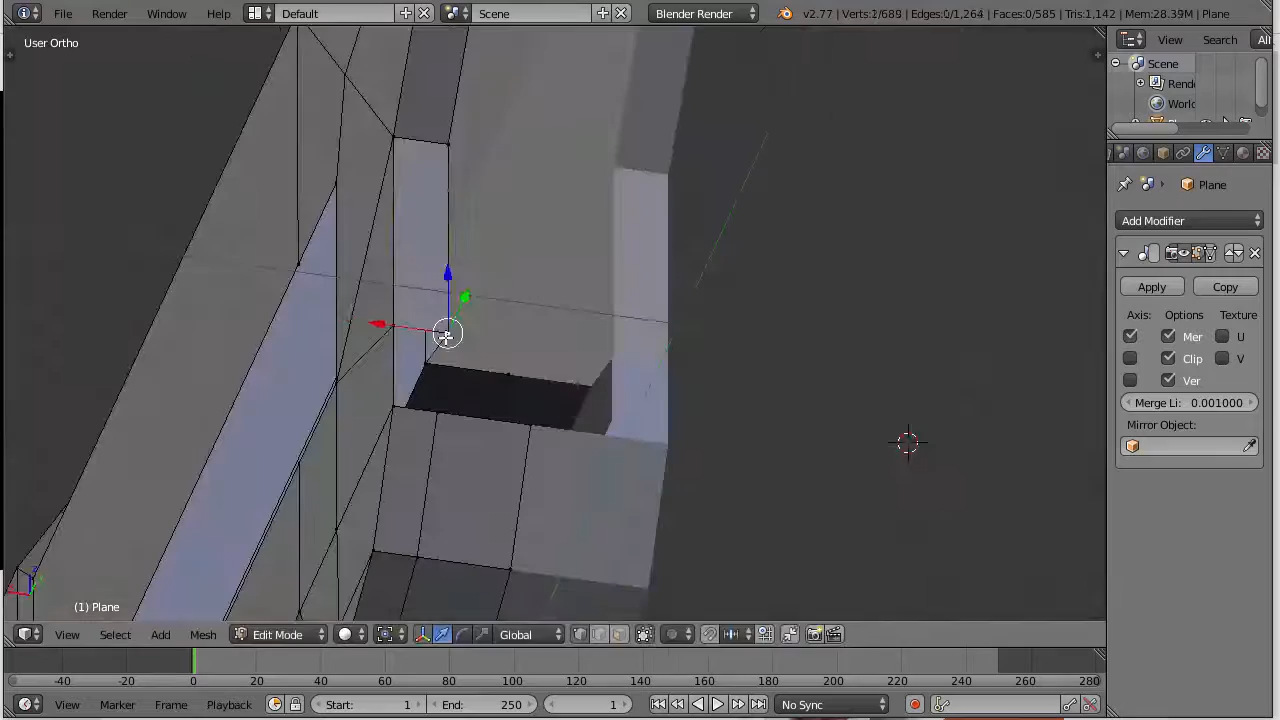 File Render Window Help Default Scene Blender Render v2.77 | Verts:2/689 | Edges:0/1,264 | Faces:0/585 | Tris:1,142 | Mem:28.39M | Plane
User Ortho
View Search All
Scene
Rende
World
Plane
Add Modifier
Apply Copy
Axis: Options Texture
Mer U
Clip V
Ver
Merge Li: 0.001000
Mirror Object:
(1) Plane
View Select Add Mesh Edit Mode Global
-40 -20 0 20 40 60 80 100 120 140 160 180 200 220 240 260 280
View Marker Frame Playback Start: 1 End: 250 1 No Sync